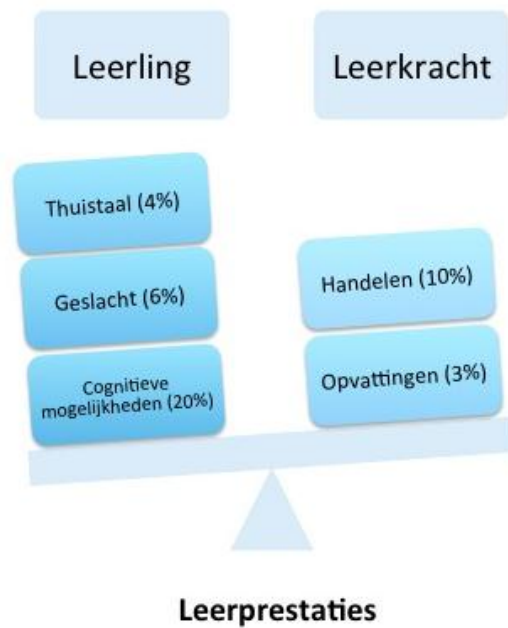 Leerling
Leerkracht
Thuistaal (4%)
Geslacht (6%)
Cognitieve
mogelijkheden (20%)
Handelen (10%)
Opvattingen (3%)
Leerprestaties